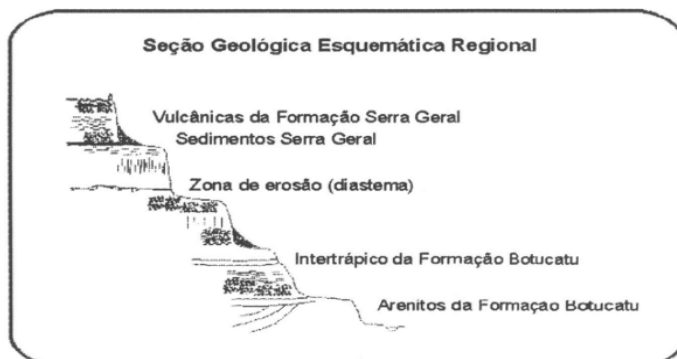 Seção Geológica Esquemática Regional
Vulcânicas da Formação Serra Geral
Sedimentos Serra Geral
Zona de erosão (diastema)
Intertrápico da Formação Botucatu
Arenitos da Formação Botucatu